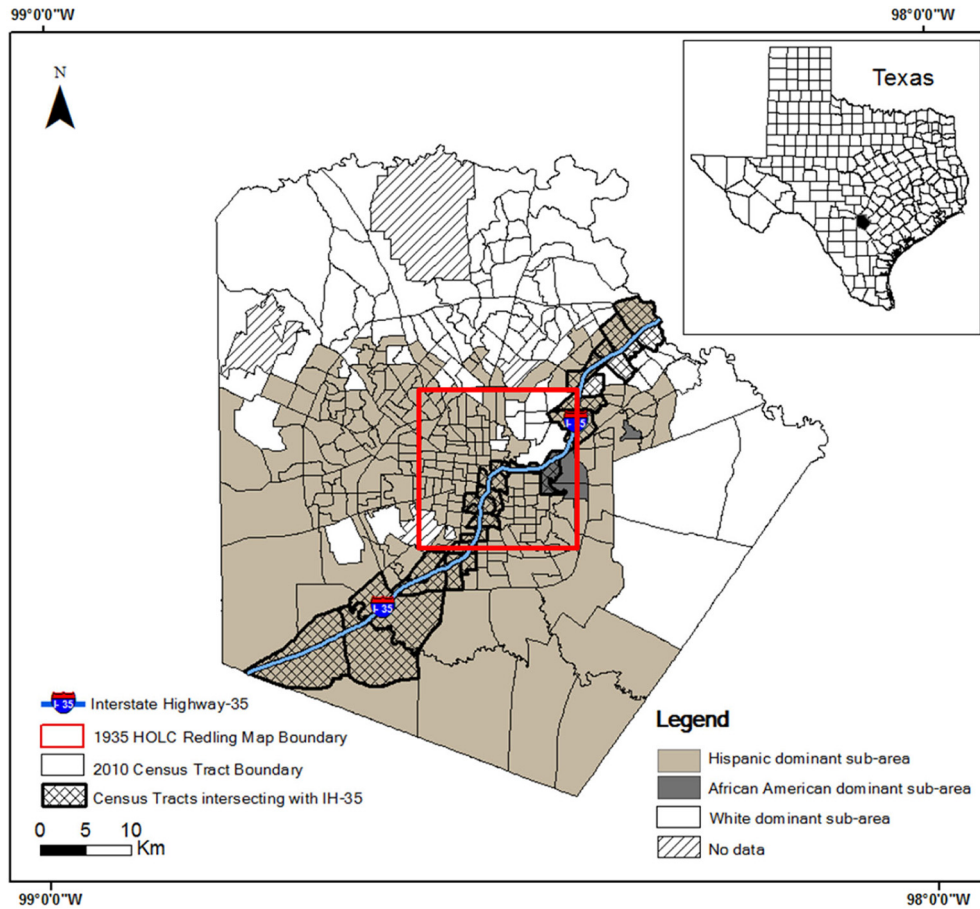 99°0'0"W
98°0'0"W
N
Texas
I- 35
I- 35
I- 35
Interstate Highway-35
1935 HOLC Redling Map Boundary
2010 Census Tract Boundary
Census Tracts intersecting with IH-35
0 5 10
Km
Legend
Hispanic dominant sub-area
African American dominant sub-area
White dominant sub-area
No data
99°0'0"W
98°0'0"W